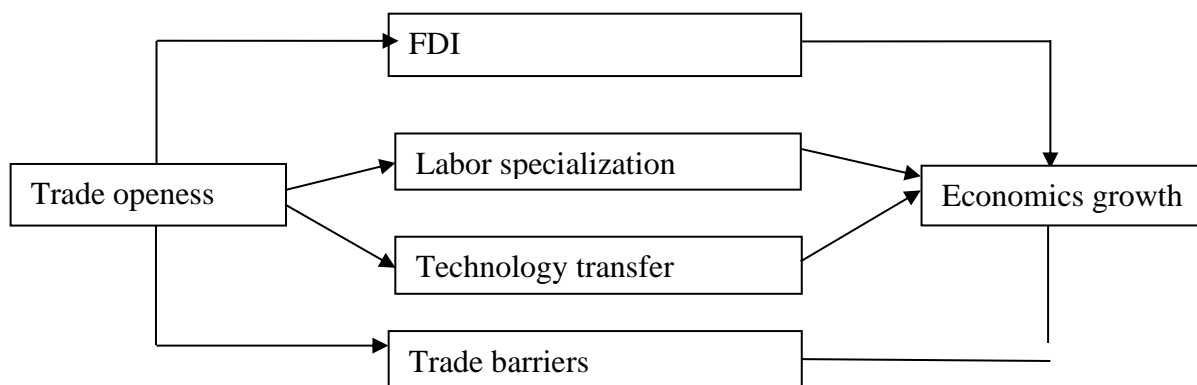 FDI
Labor specialization
Trade openess
Economics growth
Technology transfer
Trade barriers